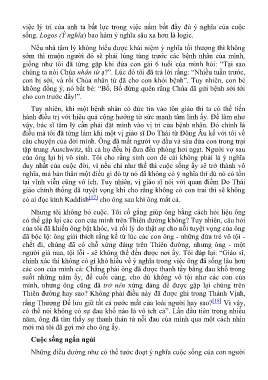 việc lý trí của anh ta bất lực trong việc nắm bắt đầy đủ ý nghĩa của cuộc
sống. Logos (Ý nghĩa) bao hàm ý nghĩa sâu xa hơn là logic.
Nếu nhà tâm lý không hiểu được khái niệm ý nghĩa tối thượng thì không
sớm thì muộn người đó sẽ phải lúng túng trước các bệnh nhân của mình,
giống như tôi đã từng gặp khi đứa con gái 6 tuổi của mình hỏi: "Tại sao
chúng ta nói Chúa nhân từ ạ?". Lúc đó tôi đã trả lời rằng: "Nhiều tuần trước,
con bị sởi, và rồi Chúa nhân từ đã cho con khỏi bệnh". Tuy nhiên, con bé
không đồng ý, nó bắt bẻ: "Bố, Bố đừng quên rằng Chúa đã gửi bệnh sởi tới
cho con trước đấy!".
Tuy nhiên, khi một bệnh nhân có đức tin vào tôn giáo thì ta có thể tiến
hành điều trị với hiệu quả cộng hưởng từ sức mạnh tâm linh ấy. Để làm như
vậy, bác sĩ tâm lý cần phải đặt mình vào vị trí của bệnh nhân. Đó chính là
điều mà tôi đã từng làm khi một vị giáo sĩ Do Thái từ Đông Âu kể với tôi về
câu chuyện của đời mình. Ông đã mất người vợ đầu và sáu đứa con trong trại
tập trung Auschwitz, tất cả họ đều bị đưa đến phòng hơi ngạt. Người vợ sau
của ông lại bị vô sinh. Tôi cho rằng sinh con đẻ cái không phải là ý nghĩa
duy nhất của cuộc đời, vì nếu chỉ như thế thì cuộc sống ấy sẽ trở thành vô
nghĩa, mà bản thân một điều gì đó tự nó đã không có ý nghĩa thì dù nó có tồn
tại vĩnh viễn cũng vô ích. Tuy nhiên, vị giáo sĩ nói với quan điểm Do Thái
giáo chính thống đã tuyệt vọng khi cho rằng không có con trai thì sẽ không
có ai đọc kinh Kaddish[17] cho ông sau khi ông mất cả.
Nhưng tôi không bỏ cuộc. Tôi cố gắng giúp ông bằng cách hỏi liệu ông
có thể gặp lại các con của mình trên Thiên đường không? Tuy nhiên, câu hỏi
của tôi đã khiến ông bật khóc, và rồi lý do thật sự cho nỗi tuyệt vọng của ông
đã bộc lộ: ông giải thích rằng kể từ lúc các con ông - những đứa trẻ vô tội -
chết đi, chúng đã có chỗ xứng đáng trên Thiên đường, nhưng ông - một
người già nua, tội lỗi - sẽ không thể đến được nơi ấy. Tôi đáp lại: "Giáo sĩ,
chính xác thì không có gì khó hiểu về ý nghĩa trong việc ông đã sống lâu hơn
các con của mình cả: Chẳng phải ông đã được thanh tẩy bằng đau khổ trong
suốt những năm ấy, để cuối cùng, cho dù không vô tội như các con của
mình, nhưng ông cũng đã trở nên xứng đáng để được gặp lại chúng trên
Thiên đường hay sao? Không phải điều này đã được ghi trong Thánh Vịnh,
rằng Thượng Đế lưu giữ tất cả nước mắt của loài người hay sao?[18] Vì vậy,
có thể nói không có sự đau khổ nào là vô ích cả". Lần đầu tiên trong nhiều
năm, ông đã tìm thấy sự thanh thản từ nỗi đau của mình qua một cách nhìn
mới mà tôi đã gợi mở cho ông ấy.
Cuộc sống ngắn ngủi
Những điều dường như có thể tước đoạt ý nghĩa cuộc sống của con người